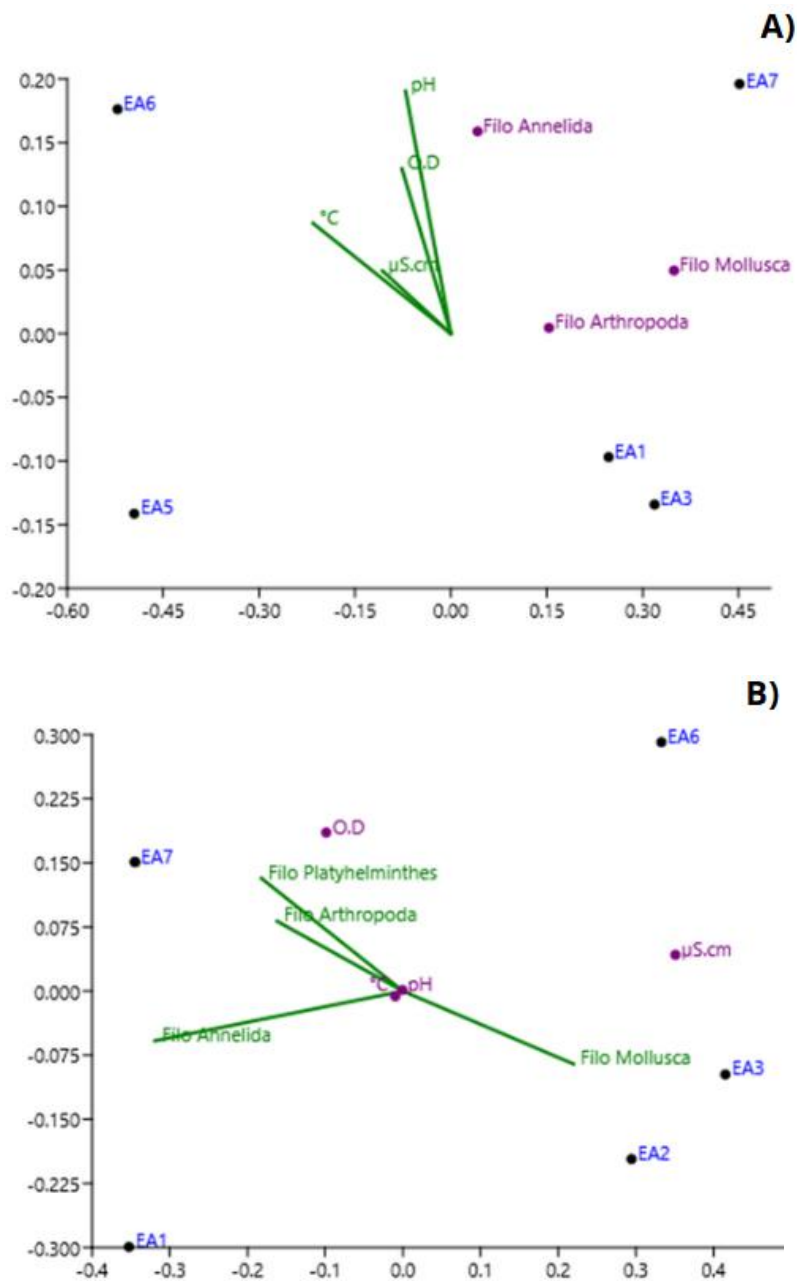 A)
0.20
EA6
pH
EA7
Filo Annelida
0.15
O.D
0.10
°C
0.05
µS.cm
Filo Mollusca
0.00
Filo Arthropoda
-0.05
-0.10
EA1
EA3
EA5
-0.15
-0.20
-0.60 -0.45 -0.30 -0.15 0.00 0.15 0.30 0.45
B)
0.300
EA6
0.225
O.D
0.150
EA7
Filo Platyhelminthes
0.075
Filo Arthropoda
µS.cm
0.000
°C
pH
Filo Annelida
-0.075
Filo Mollusca
EA3
-0.150
EA2
-0.225
-0.300
EA1
-0.4 -0.3 -0.2 -0.1 0.0 0.1 0.2 0.3 0.4